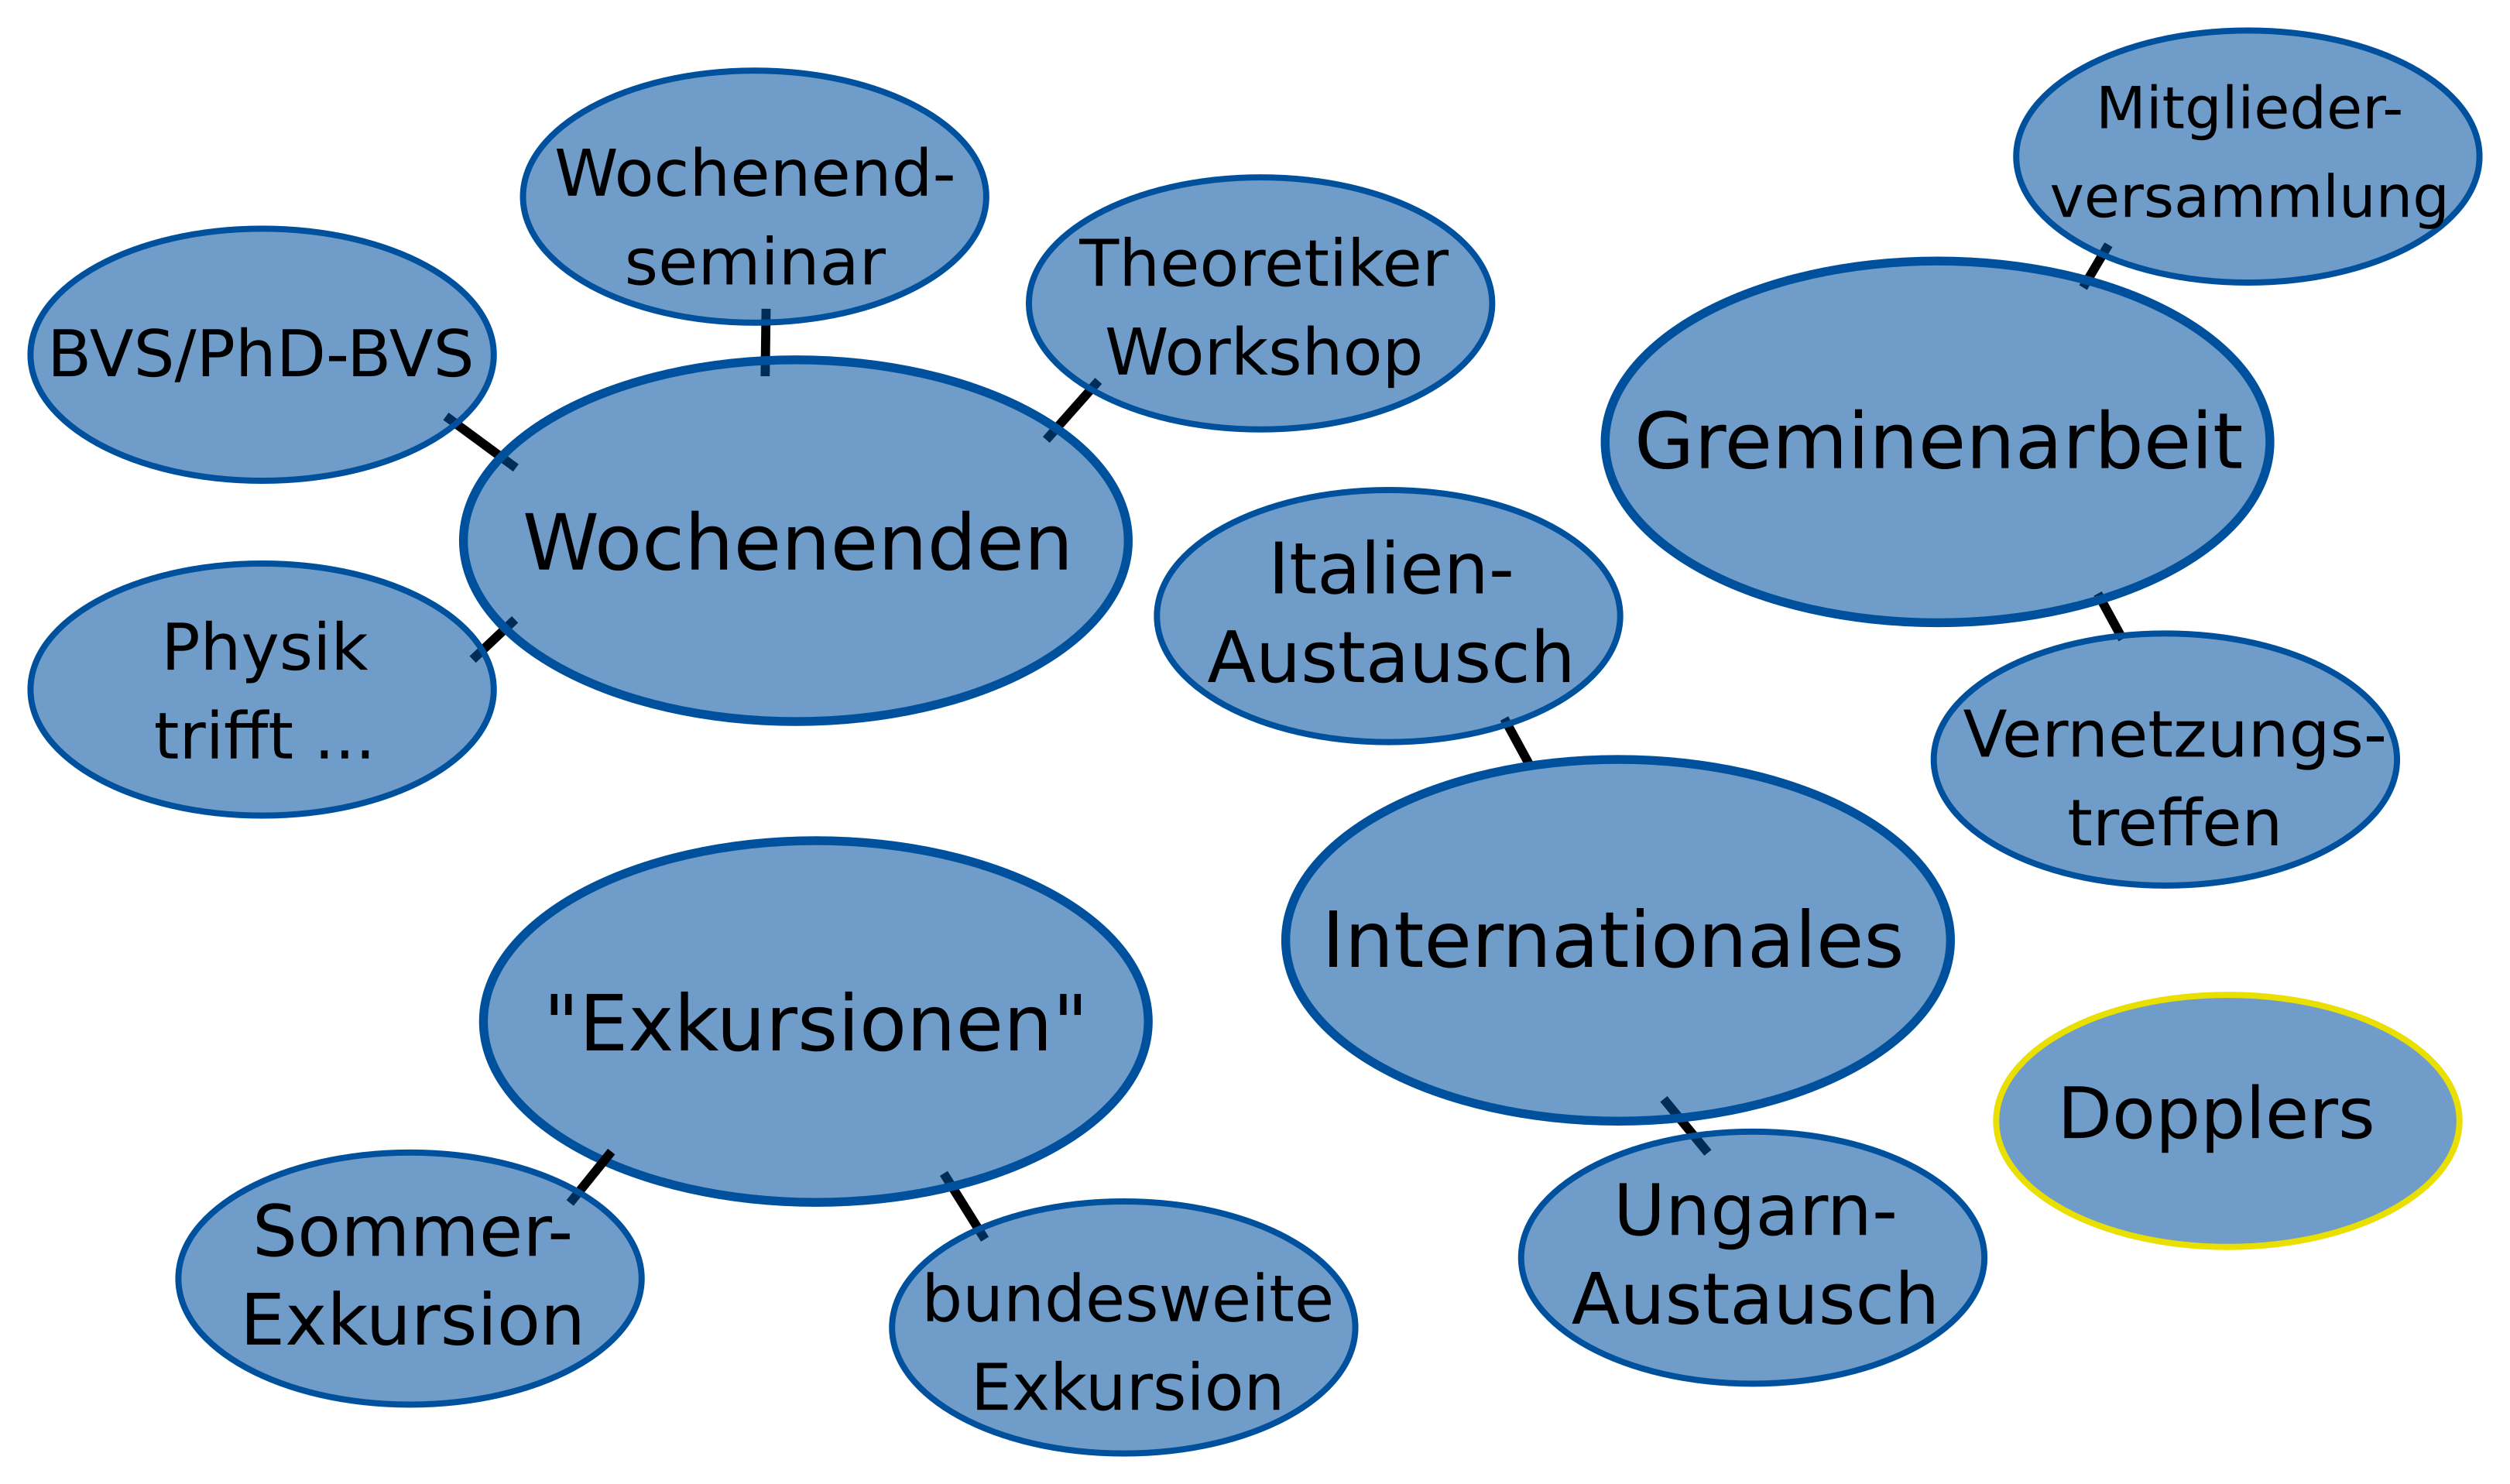 Wochenend-
seminar
Theoretiker
Workshop
BVS/PhD-BVS
Wochenenden
Physik
trifft ...
Mitglieder-
versammlung
Greminenarbeit
Vernetzungs-
treffen
Italien-
Austausch
Internationales
Ungarn-
Austausch
"Exkursionen"
Sommer-
Exkursion
bundesweite
Exkursion
Dopplers